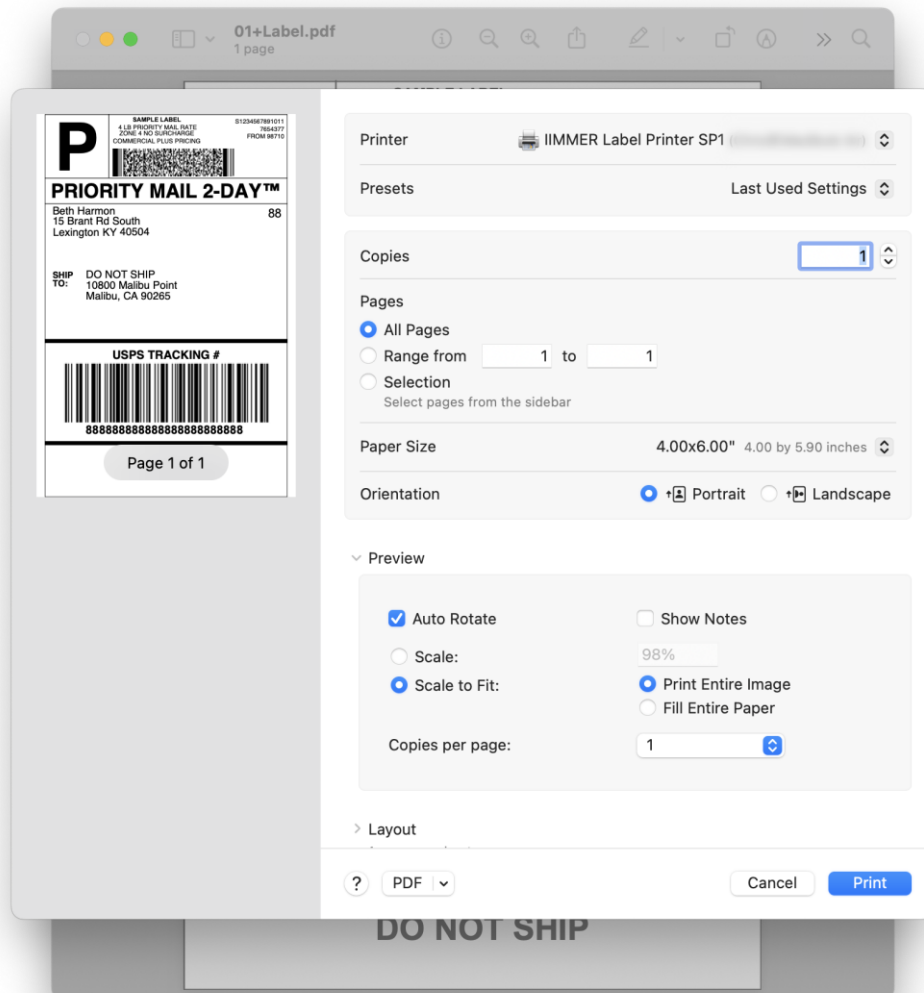 01+Label.pdf
1 page
P
SAMPLE LABEL
4 LB PRIORITY MAIL RATE
ZONE 4 NO SURCHARGE
COMMERCIAL PLUS PRICING
S1234567891011
7654377
FROM 98710
PRIORITY MAIL 2-DAY™
Beth Harmon
15 Brant Rd South
Lexington KY 40504
88
SHIP TO:
DO NOT SHIP
10800 Malibu Point
Malibu, CA 90265
USPS TRACKING #
Page 1 of 1
Printer IIMMER Label Printer SP1
Presets Last Used Settings
Copies 1
Pages
All Pages
Range from 1 to 1
Selection
Select pages from the sidebar
Paper Size 4.00x6.00" 4.00 by 5.90 inches
Orientation Portrait Landscape
Preview
Auto Rotate Show Notes
Scale: 98%
Scale to Fit: Print Entire Image
Fill Entire Paper
Copies per page: 1
Layout
? PDF Cancel Print
DO NOT SHIP